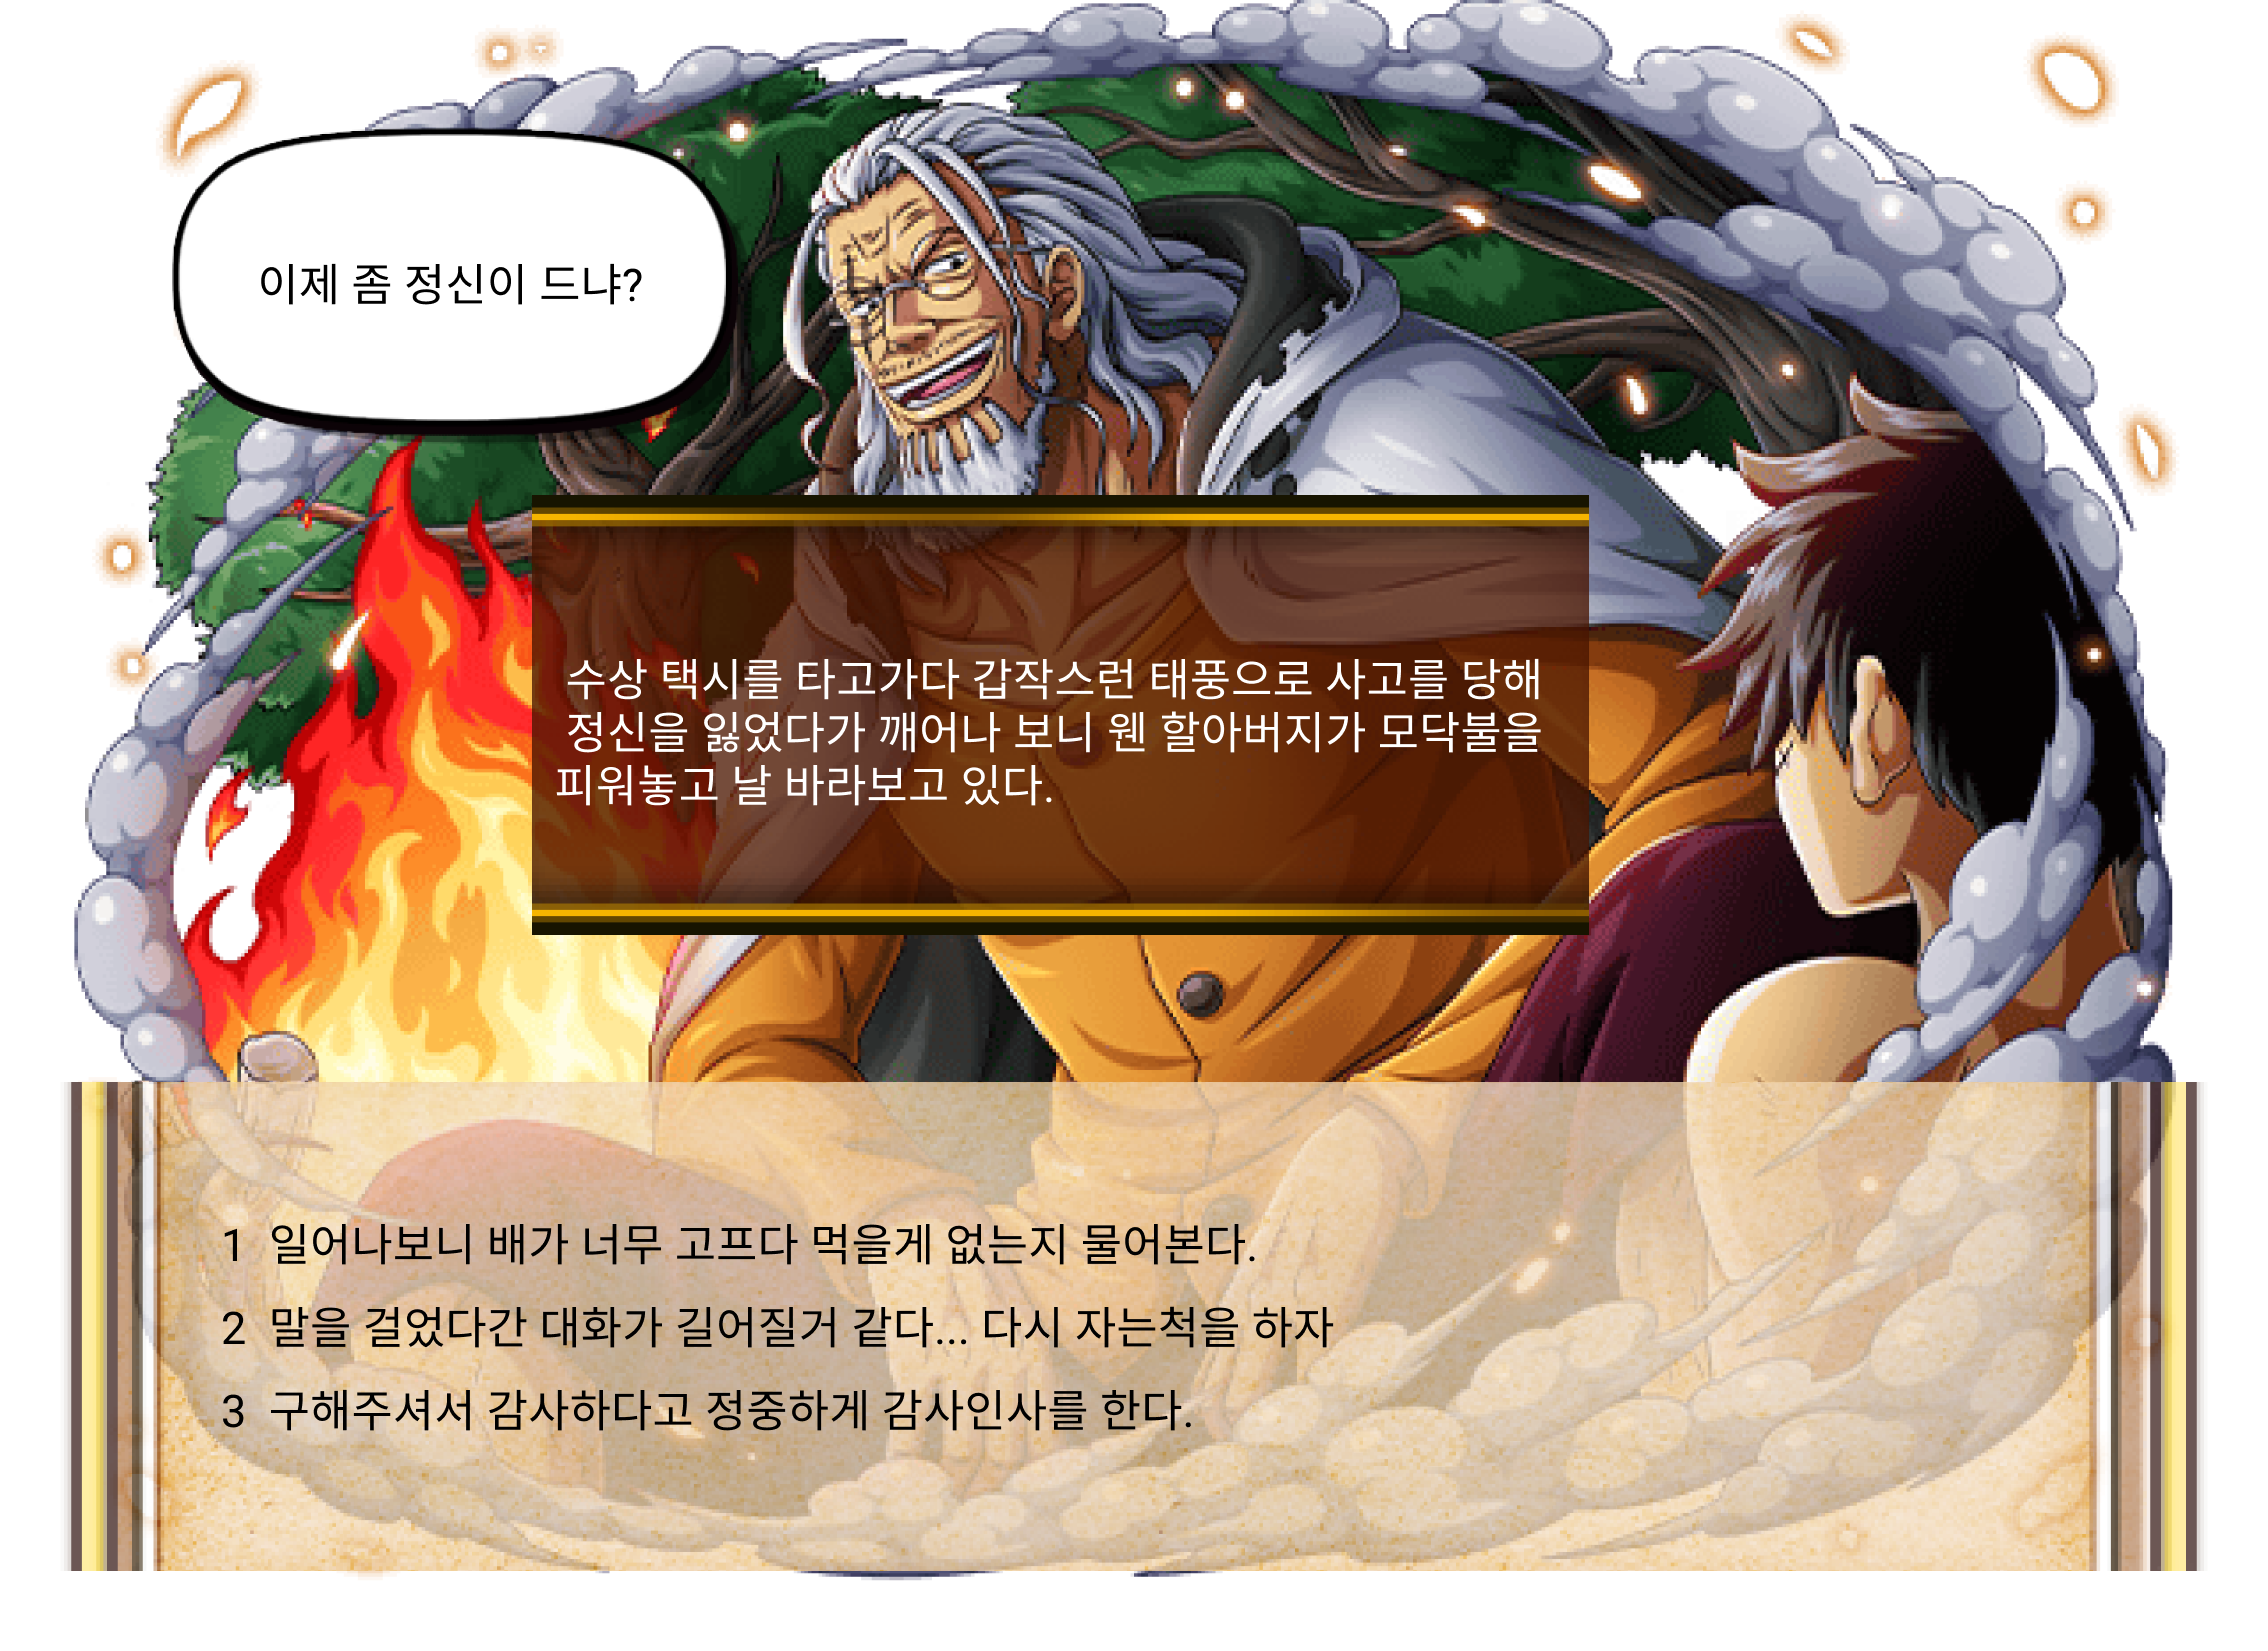 이제 좀 정신이 드냐?
수상 택시를 타고가다 갑작스런 태풍으로 사고를 당해
정신을 잃었다가 깨어나 보니 웬 할아버지가 모닥불을
피워놓고 날 바라보고 있다.
1 일어나보니 배가 너무 고프다 먹을게 없는지 물어본다.
2 말을 걸었다간 대화가 길어질거 같다... 다시 자는척을 하자
3 구해주셔서 감사하다고 정중하게 감사인사를 한다.